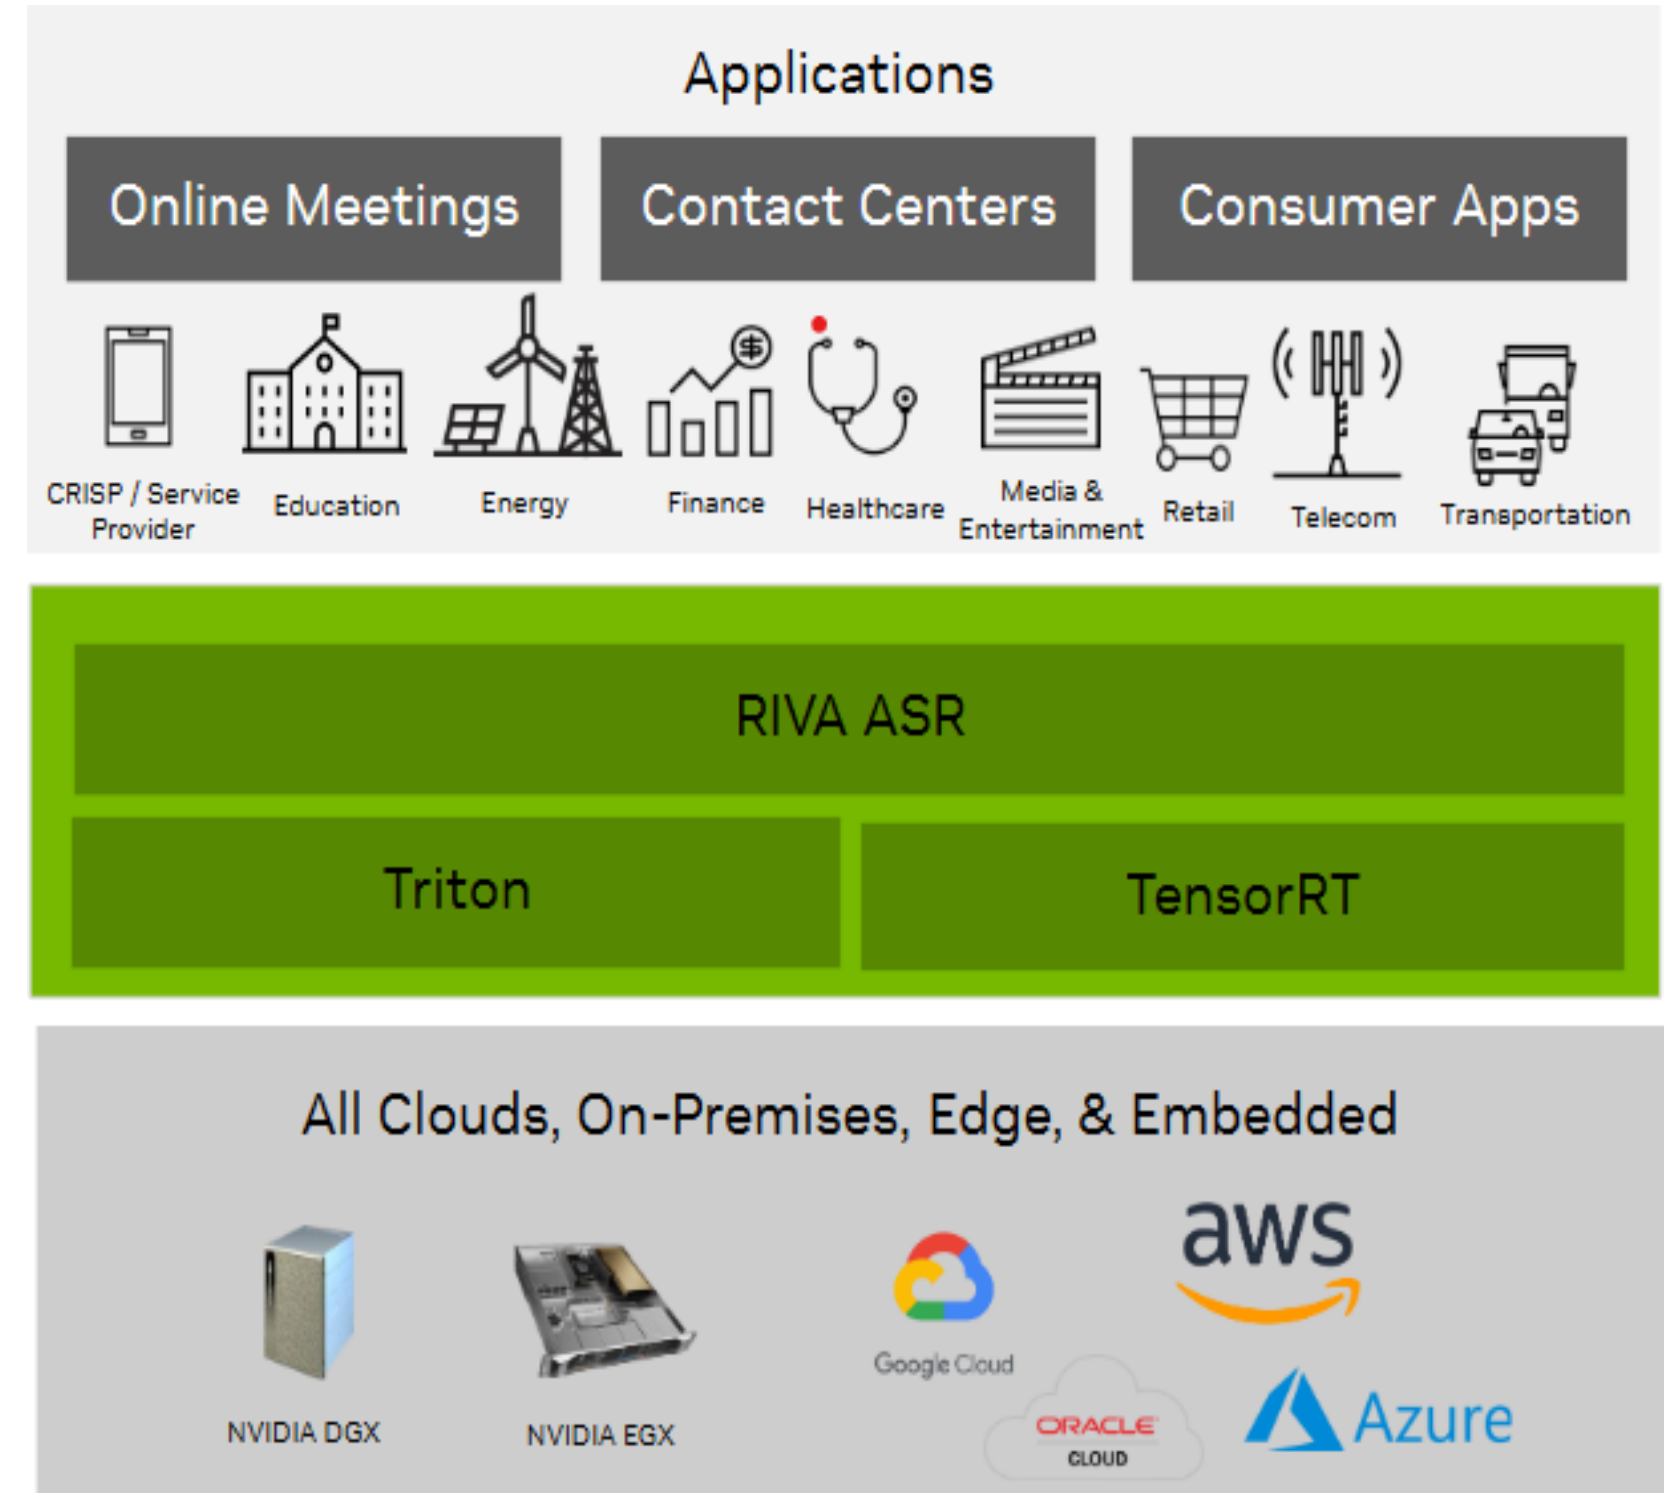 Applications
Online Meetings
Contact Centers
Consumer Apps
CRISP / Service
Provider
Education
Energy
Finance
Healthcare
Media &
Entertainment
Retail
Telecom
Transportation
RIVA ASR
Triton
TensorRT
All Clouds, On-Premises, Edge, & Embedded
NVIDIA DGX
NVIDIA EGX
Google Cloud
aws
ORACLE
CLOUD
Azure